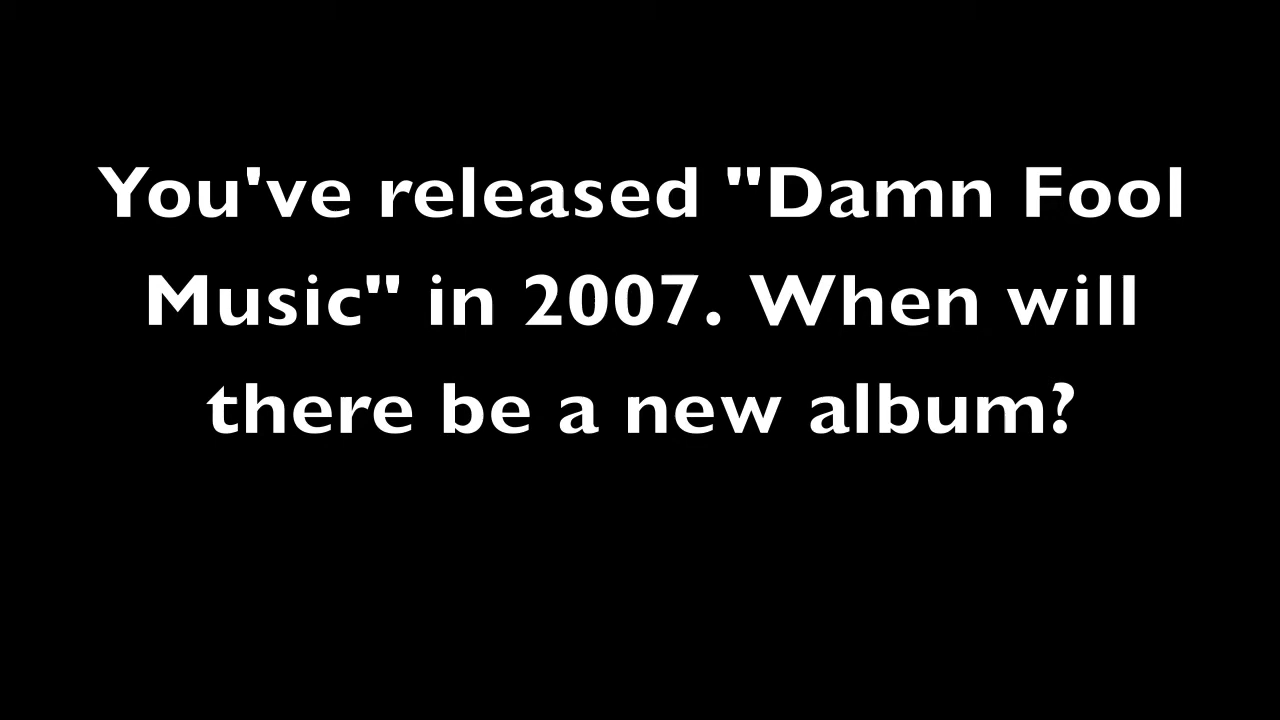 You've released "Damn Fool
Music" in 2007. When will
there be a new album?